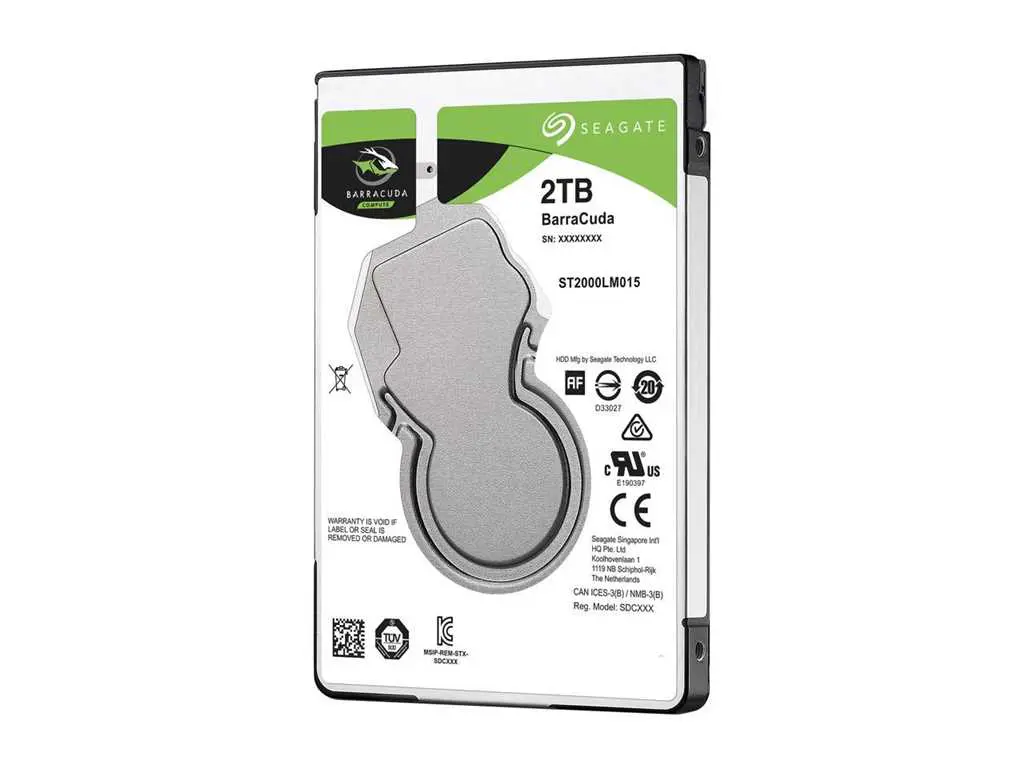 SEAGATE
BARRACUDA
COMPUTE
2TB
BarraCuda
SN: XXXXXXXX
ST2000LM015
HDD Mfg by Seagate Technology LLC
AF
20
D33027
C UR US
E190397
CE
WARRANTY IS VOID IF
LABEL OR SEAL IS
REMOVED OR DAMAGED
Seagate Singapore Int'l
HQ Pte. Ltd
Koolhovenlaan 1
1119 NB Schiphol-Rijk
The Netherlands
CAN ICES-3(B) / NMB-3(B)
Reg. Model: SDCXXX
TÜV
SÜD
MSIP-REM-STX-
SDCXXX